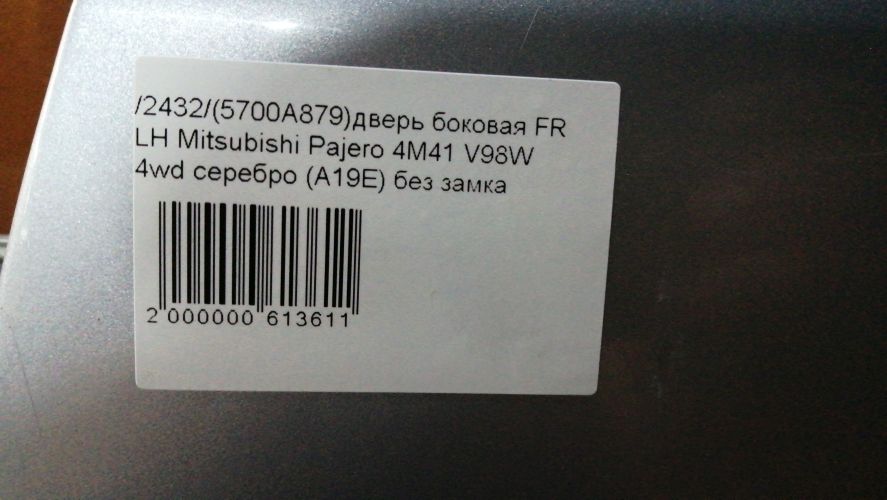 /2432/(5700A879)дверь боковая FR
LH Mitsubishi Pajero 4M41 V98W
4wd серебро (A19E) без замка
2 000000 613611